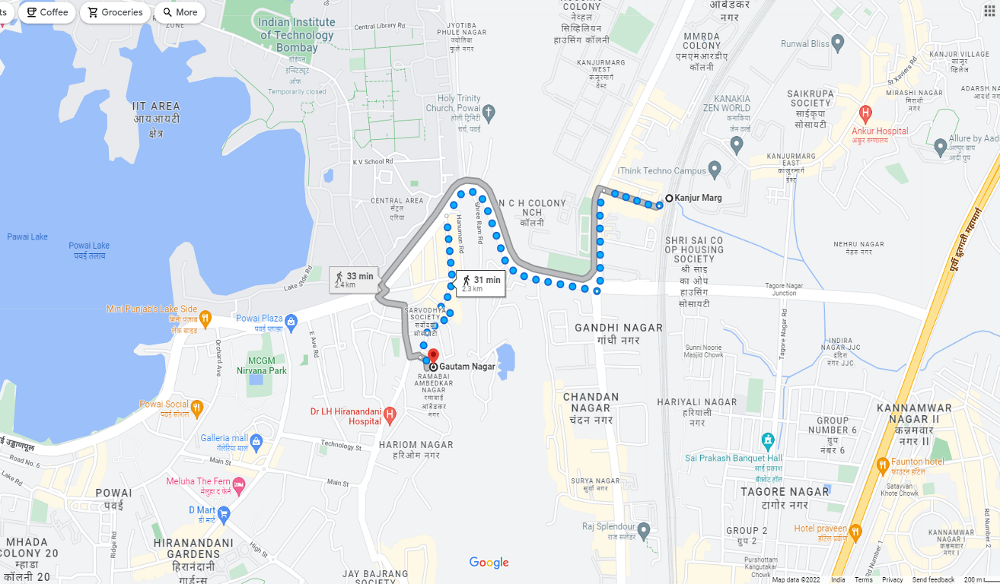 ts
Coffee
Groceries
More
ZONE
Indian Institute
of Technology
Bombay
इंडियन
इन्स्टिट्यूट
ऑफ
Temporarily closed
Central Library Rd
JYOTIBA
PHULE NAGAR
ज्योतिबा
फुले नगर
COLONY
नेव्हल
सिव्हिलियन
हाउसिंग कॉलनी
आंबेडकर
नगर
MMRDA
COLONY
एमएमआरडीए
कॉलनी
Runwal Bliss
KANJUR VILLAGE
कांजूर
व्हिलेज
St Xaviers Rd
KANJURMARG
WEST
कांजूरमार्ग
वेस्ट
IIT AREA
आयआयटी
क्षेत्र
Holy Trinity
Church, Powai
होली ट्रिनिटी
चर्च, पवई
KANAKIA
ZEN WORLD
कनाकिया
जेन वर्ल्ड
SAIKRUPA
SOCIETY
साईकृपा
सोसायटी
MIRASHI NAGAR
मिराशी
नगर
ADARSH NA
आदर्श नग
Ankur Hospital
अंकुर रुग्णालय
Allure by Aad
K V School Rd
KANJURMARG
EAST
कांजुरमार्ग
ईस्ट
iThink Techno Campus
CENTRAL AREA
सेंट्रल
एरिया
N C H COLONY
NCH
कॉलनी
Kanjur Marg
Hanuman Rd
Shree Ram Rd
Pawai Lake
Powai Lake
पवई तलाव
SHRI SAI CO
OP HOUSING
SOCIETY
श्री साई
का ओप
हाउसिंग
सोसायटी
NEHRU NAGAR
नेहरु नगर
पूर्वी द्रुतगती महामार्ग
Lake Side Rd
33 min
2.4 km
31 min
2.3 km
Tagore Nagar
Junction
Mini Punjab's Lake Side
मिनी पंजाब
लेक साइड
Powai Plaza
पवई प्लाझा
SARVODHYA
SOCIETY
सर्वोदया
सोसायटी
Tagore Nagar Rd
GANDHI NAGAR
गांधी नगर
E Ave Rd
Orchard Ave
INDIRA
NAGAR JJC
इंदिरा
नगर JJC
Sunni Noorie
Masjid Chowk
MCGM
Nirvana Park
Gautam Nagar
RAMABAI
AMBEDKAR
NAGAR
रमाबाई
आंबेडकर
नगर
Powai Social
पवई सोशल
Dr LH Hiranandani
Hospital
CHANDAN
NAGAR
चंदन नगर
HARIYALI NAGAR
हरियाली
नगर
KANNAMWAR
NAGAR II
कन्नमवार
नगर II
GROUP
NUMBER 6
ग्रुप
नंबर 6
Galleria mall
गॅलेरिया माल
Technology St
HARIOM NAGAR
हरिओम नगर
Road No. 6
Main St
Sai Prakash Banquet Hall
साई प्रकाश
बँक्वेट हॉल
Faunton hotel
फाउंटन हॉटेल
Lake Rd
Meluha The Fern
मेलुहा द फेर्न
Main St
SURYA NAGAR
सुर्या नगर
Satayvan
Khote Chowk
POWAI
पवई
TAGORE NAGAR
टागोर नगर
D Mart
डी मार्ट
Raj Splendour
राज स्प्लेंडर
GROUP 2
ग्रुप 2
Hotel praveen
हॉटेल प्रवीण
KANNAMWAR
NAGAR I
कन्नमवार
नगर I
Rd Number 2
Ridge Rd
MHADA
COLONY 20
म्हाडा
कॉलनी 20
HIRANANDANI
GARDENS
हिरानंदानी
गार्डन्स
High St
Google
Purshottam
Kangutakar
Chowk
Rd Number 1
JAY BAJRANG
SOCIETY
Map data ©2022
India
Terms
Privacy
Send feedback
200 m